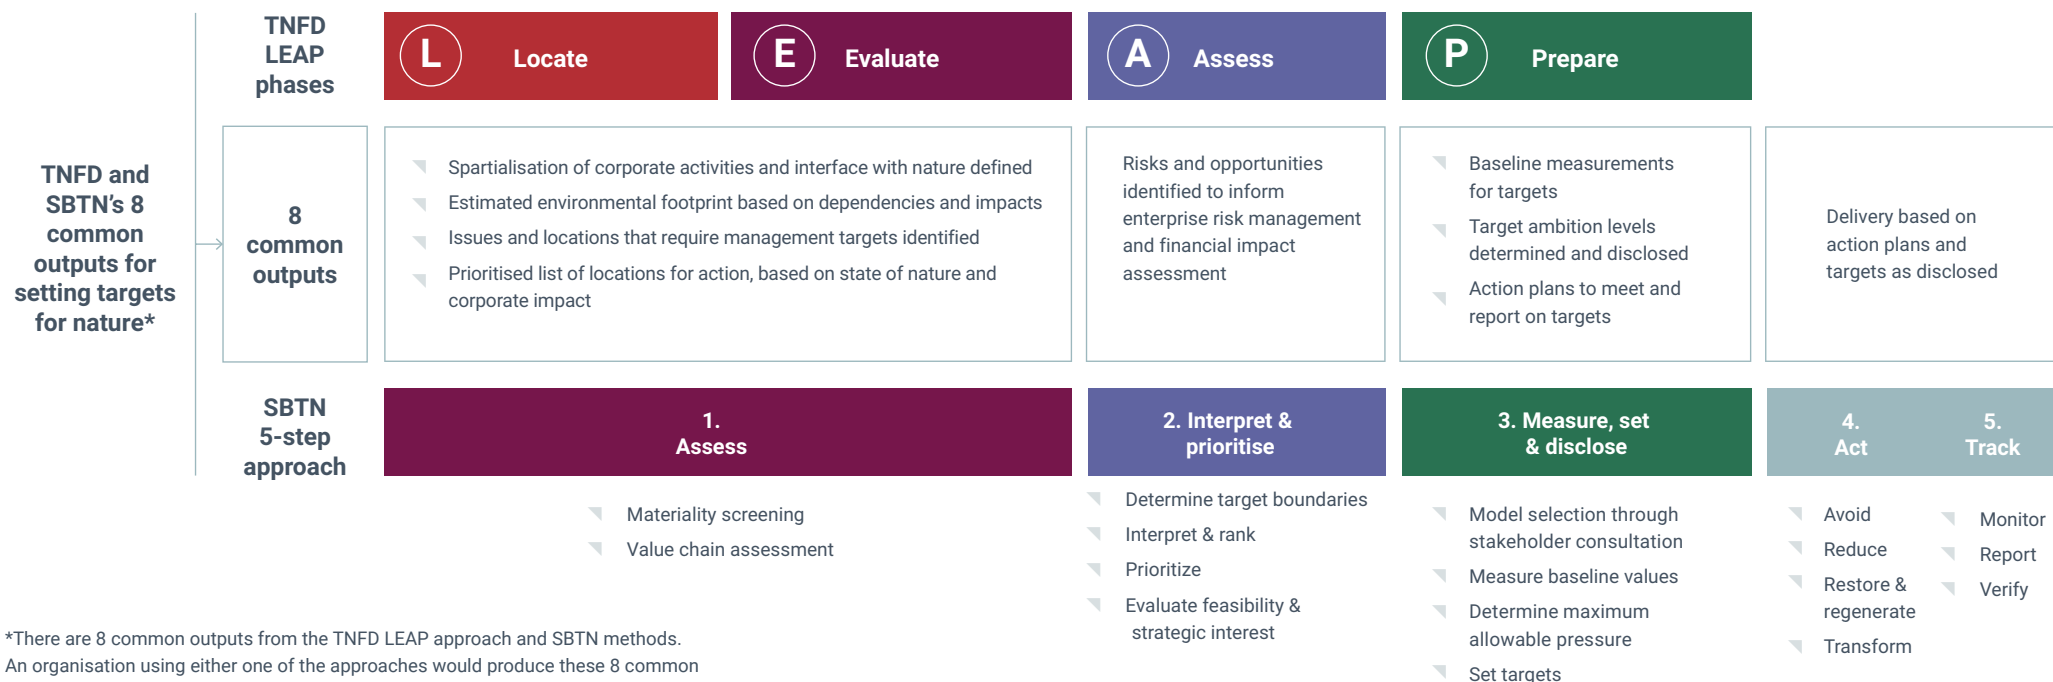 TNFD
LEAP
phases
L
Locate
E
Evaluate
A
Assess
P
Prepare
TNFD and
SBTN's 8
common
outputs for
setting targets
for nature*
8
common
outputs
Spartialisation of corporate activities and interface with nature defined
Estimated environmental footprint based on dependencies and impacts
Issues and locations that require management targets identified
Prioritised list of locations for action, based on state of nature and
corporate impact
Risks and opportunities
identified to inform
enterprise risk management
and financial impact
assessment
Baseline measurements
for targets
Target ambition levels
determined and disclosed
Action plans to meet and
report on targets
Delivery based on
action plans and
targets as disclosed
SBTN
5-step
approach
1.
Assess
2. Interpret &
prioritise
3. Measure, set
& disclose
4.
Act
5.
Track
Materiality screening
Value chain assessment
Determine target boundaries
Interpret & rank
Prioritize
Evaluate feasibility &
strategic interest
Model selection through
stakeholder consultation
Measure baseline values
Determine maximum
allowable pressure
Set targets
Avoid
Reduce
Restore &
regenerate
Transform
Monitor
Report
Verify
*There are 8 common outputs from the TNFD LEAP approach and SBTN methods.
An organisation using either one of the approaches would produce these 8 common